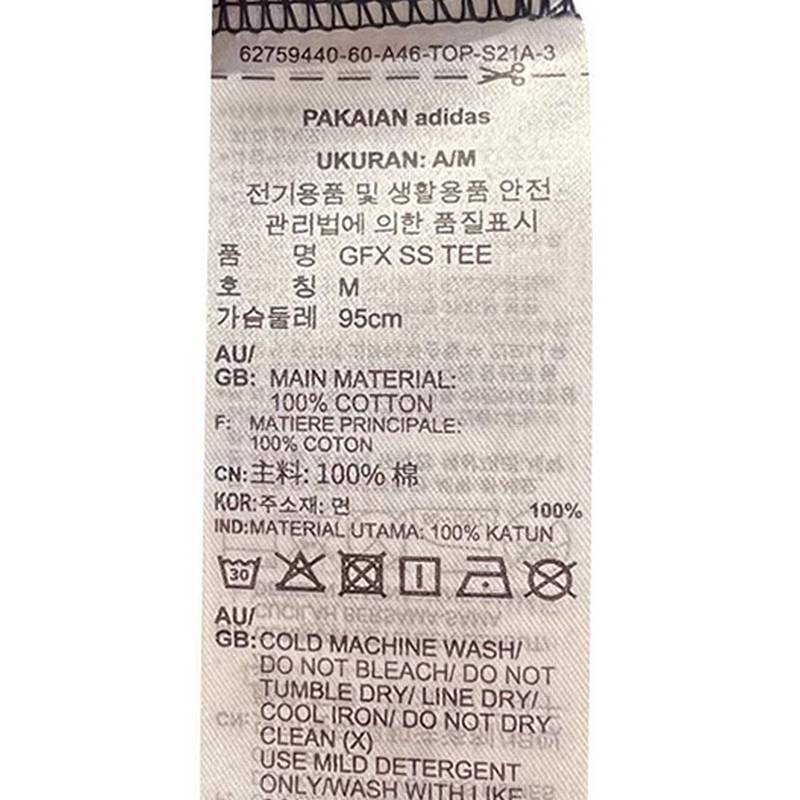 62759440-60-A46-TOP-S21A-3
PAKAIAN adidas
UKURAN: A/M
전기용품 및 생활용품 안전
관리법에 의한 품질표시
품 명 GFX SS TEE
호 칭 M
가슴둘레 95cm
AU/
GB: MAIN MATERIAL:
100% COTTON
F: MATIERE PRINCIPALE:
100% COTON
CN:主料: 100% 棉
KOR:주소재: 면 100%
IND:MATERIAL UTAMA: 100% KATUN
30
AU/
GB:COLD MACHINE WASH/
DO NOT BLEACH/ DO NOT
TUMBLE DRY/ LINE DRY/
COOL IRON/ DO NOT DRY
CLEAN (X)
USE MILD DETERGENT
ONLY/WASH WITH LIKE